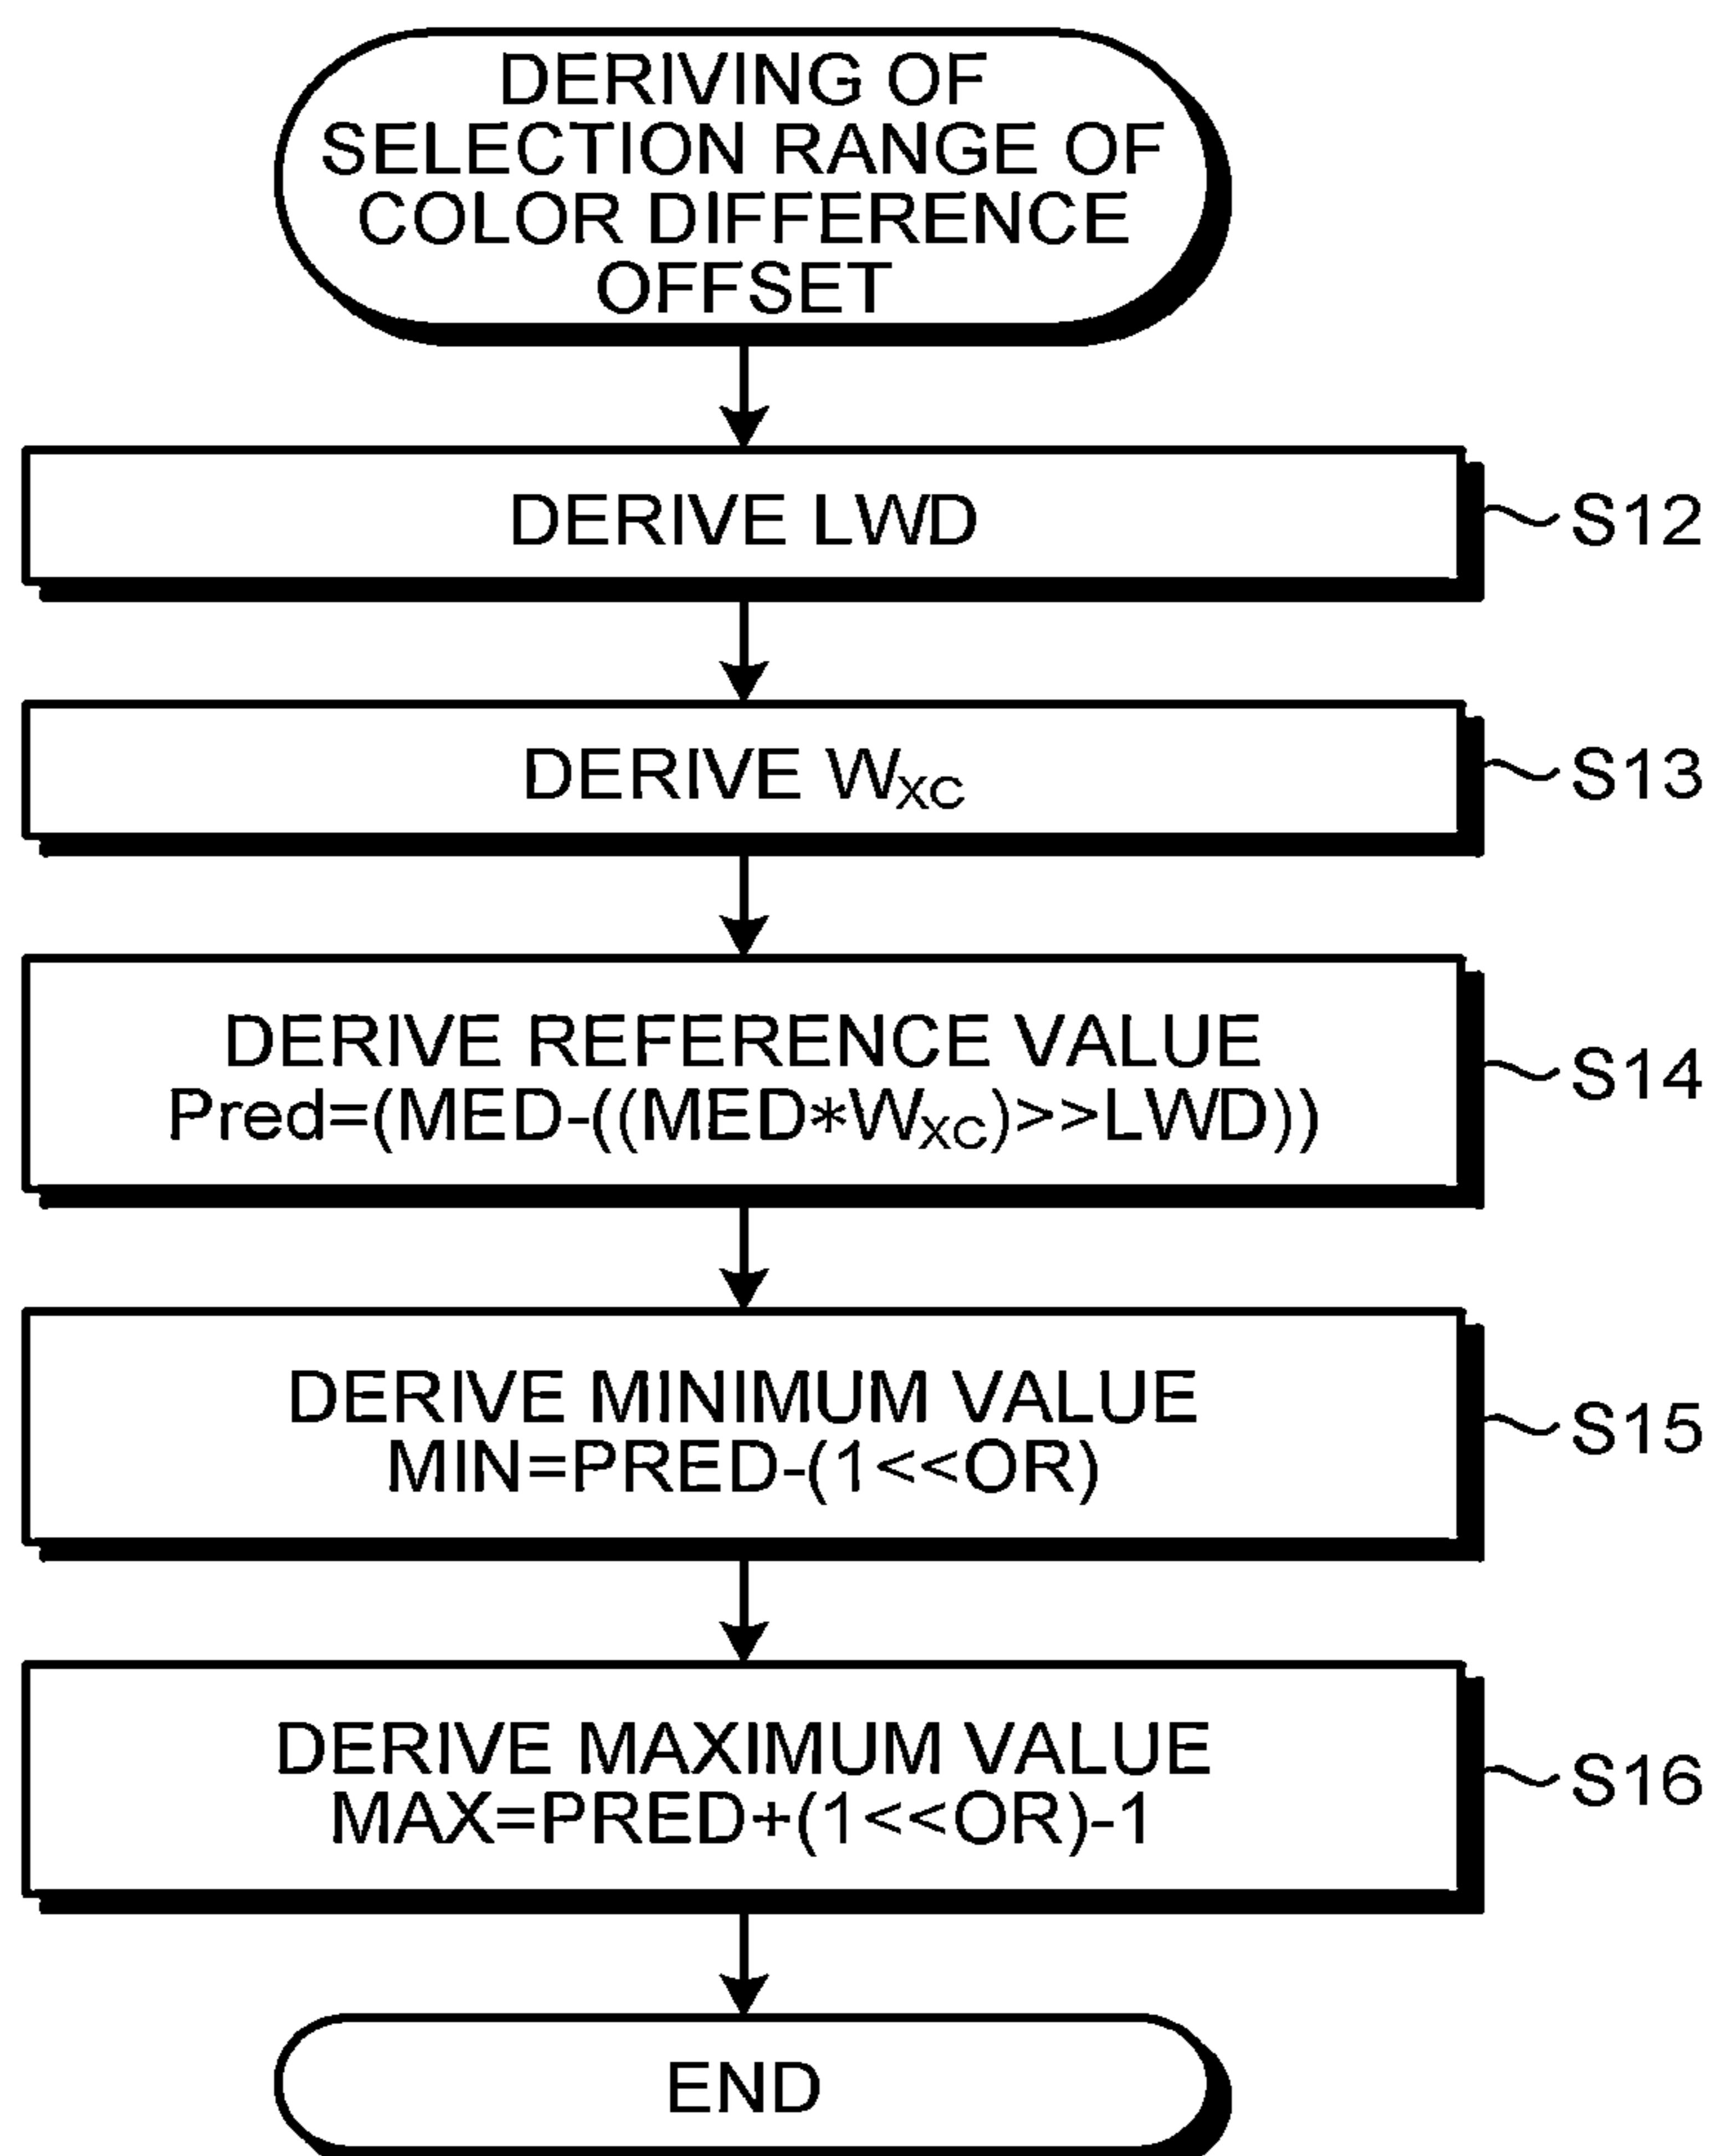 DERIVING OF
SELECTION RANGE OF
COLOR DIFFERENCE
OFFSET
DERIVE LWD
S12
DERIVE W_XC
S13
DERIVE REFERENCE VALUE
Pred=(MED-((MED*W_XC)>>LWD))
S14
DERIVE MINIMUM VALUE
MIN=PRED-(1<<OR)
S15
DERIVE MAXIMUM VALUE
MAX=PRED+(1<<OR)-1
S16
END